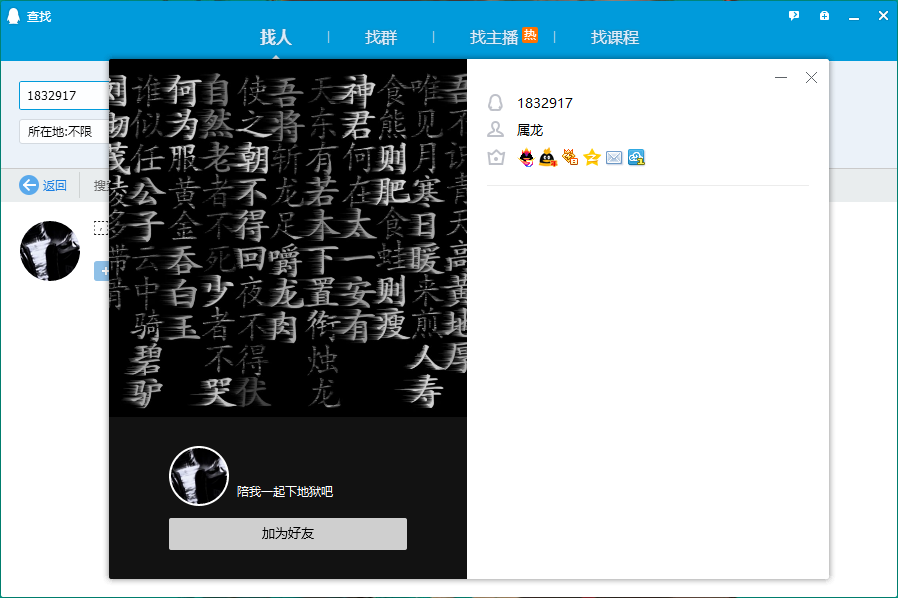 查找
找人
找群
找主播
热
找课程
1832917
所在地:不限
返回
搜
吾不识青天高黄地厚
唯见月寒日暖来煎人寿
食熊则肥食蛙则瘦
神君何在太一安有
天东有若木下置衔烛龙
吾将斩龙足嚼龙肉
使之朝不得回夜不得伏
自然老者不死少者不哭
何为服黄金吞白玉
谁似任公子云中骑碧驴
茂陵多
陪我一起下地狱吧
加为好友
1832917
属龙